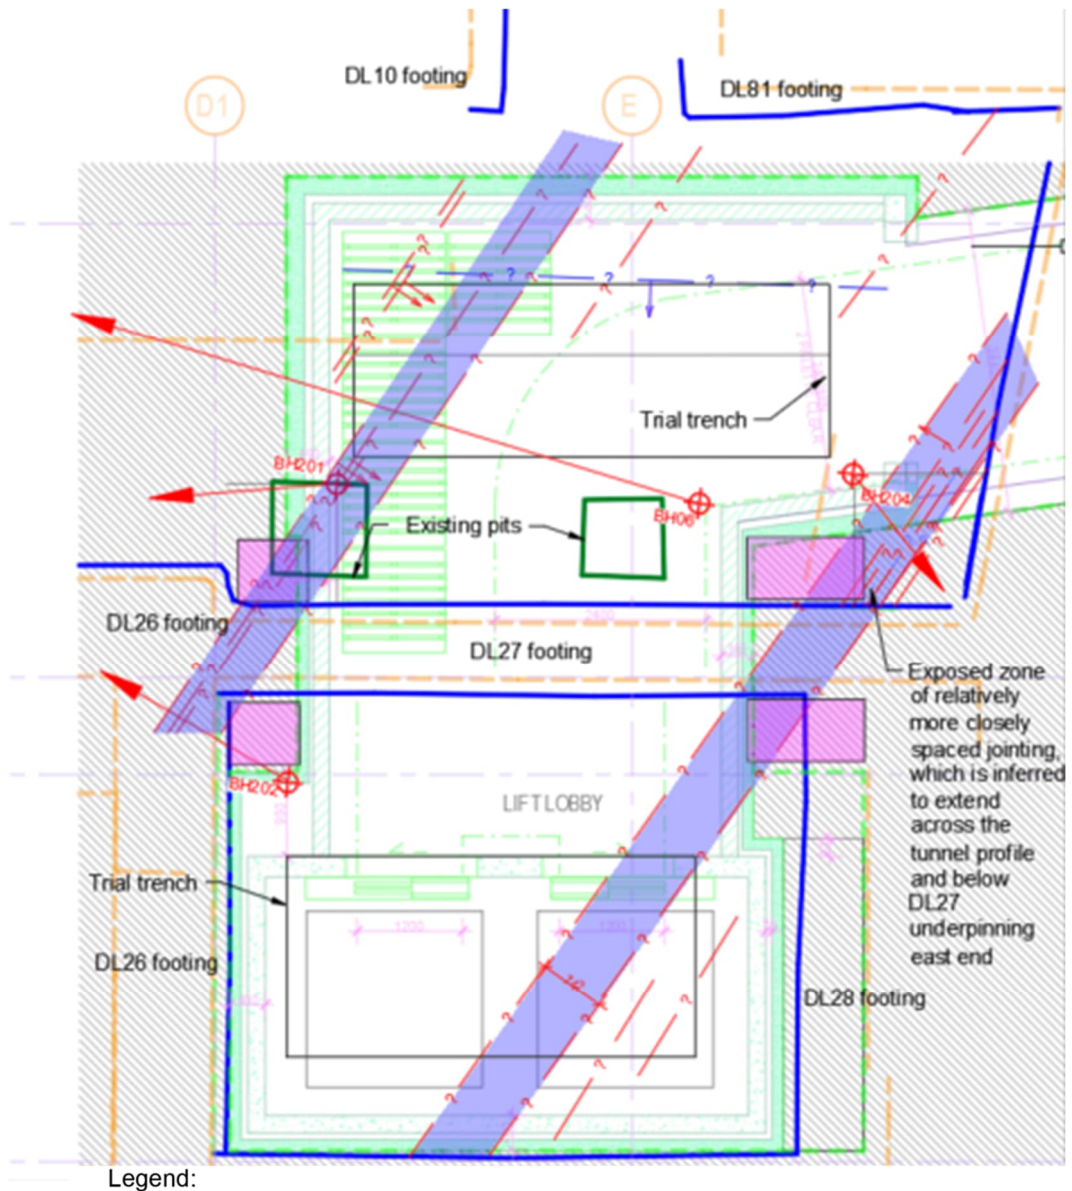 DL10 footing
DL81 footing
D1
E
Trial trench
BH201
BH204
BH06
Existing pits
DL26 footing
DL27 footing
Exposed zone
of relatively
more closely
spaced jointing,
which is inferred
to extend
across the
tunnel profile
and below
DL27
underpinning
east end
BH202
LIFT LOBBY
Trial trench
1200
DL26 footing
DL28 footing
Legend: